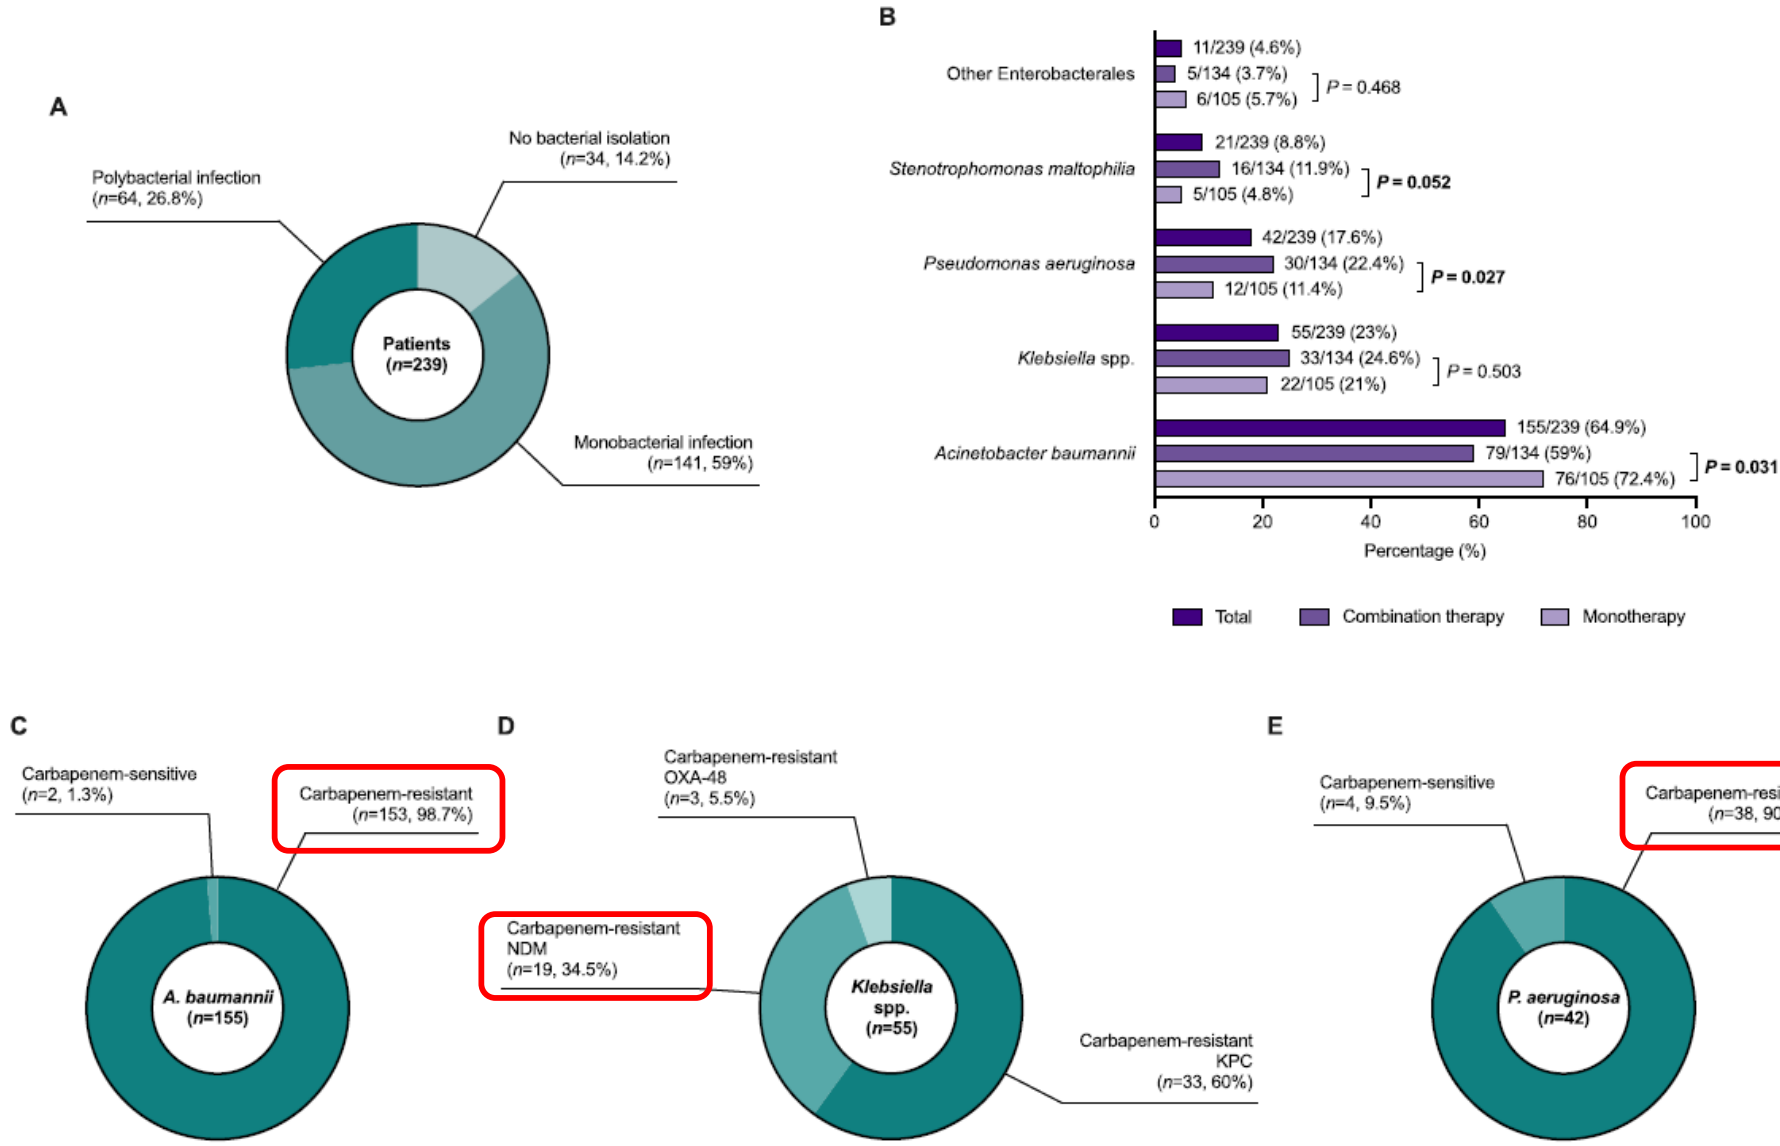 A
No bacterial isolation
(n=34, 14.2%)
Polybacterial infection
(n=64, 26.8%)
Patients
(n=239)
Monobacterial infection
(n=141, 59%)
B
Other Enterobacterales
11/239 (4.6%)
5/134 (3.7%)
6/105 (5.7%)
P = 0.468
Stenotrophomonas maltophilia
21/239 (8.8%)
16/134 (11.9%)
5/105 (4.8%)
P = 0.052
Pseudomonas aeruginosa
42/239 (17.6%)
30/134 (22.4%)
12/105 (11.4%)
P = 0.027
Klebsiella spp.
55/239 (23%)
33/134 (24.6%)
22/105 (21%)
P = 0.503
Acinetobacter baumannii
155/239 (64.9%)
79/134 (59%)
76/105 (72.4%)
P = 0.031
0 20 40 60 80 100
Percentage (%)
Total Combination therapy Monotherapy
C
Carbapenem-sensitive
(n=2, 1.3%)
Carbapenem-resistant
(n=153, 98.7%)
A. baumannii
(n=155)
D
Carbapenem-resistant
OXA-48
(n=3, 5.5%)
Carbapenem-resistant
NDM
(n=19, 34.5%)
Klebsiella
spp.
(n=55)
Carbapenem-resistant
KPC
(n=33, 60%)
E
Carbapenem-sensitive
(n=4, 9.5%)
Carbapenem-resi
(n=38, 90
P. aeruginosa
(n=42)